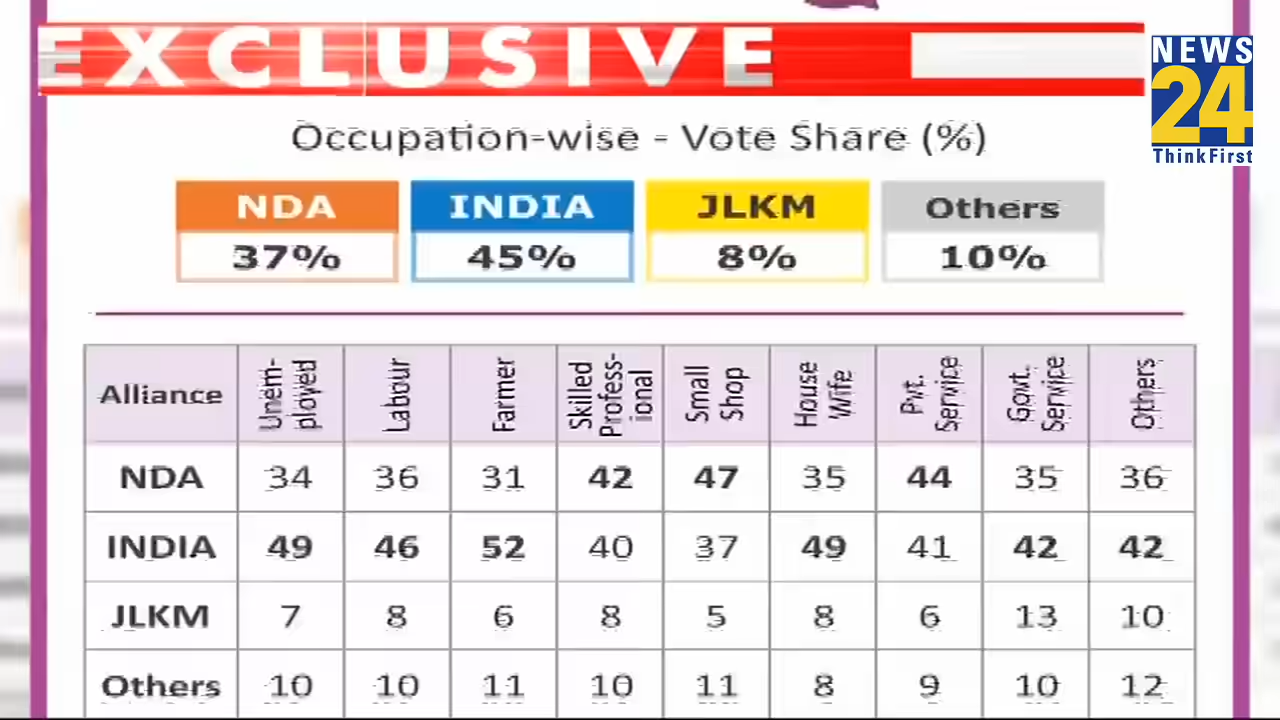 EXCLUSIVE
NEWS
24
ThinkFirst
Occupation-wise - Vote Share (%)
NDA INDIA JLKM Others
37% 45% 8% 10%
Alliance Unem-ployed Labour Farmer Skilled Profess-ional Small Shop House Wife Pvt. Service Govt. Service Others
NDA 34 36 31 42 47 35 44 35 36
INDIA 49 46 52 40 37 49 41 42 42
JLKM 7 8 6 8 5 8 6 13 10
Others 10 10 11 10 11 8 9 10 12